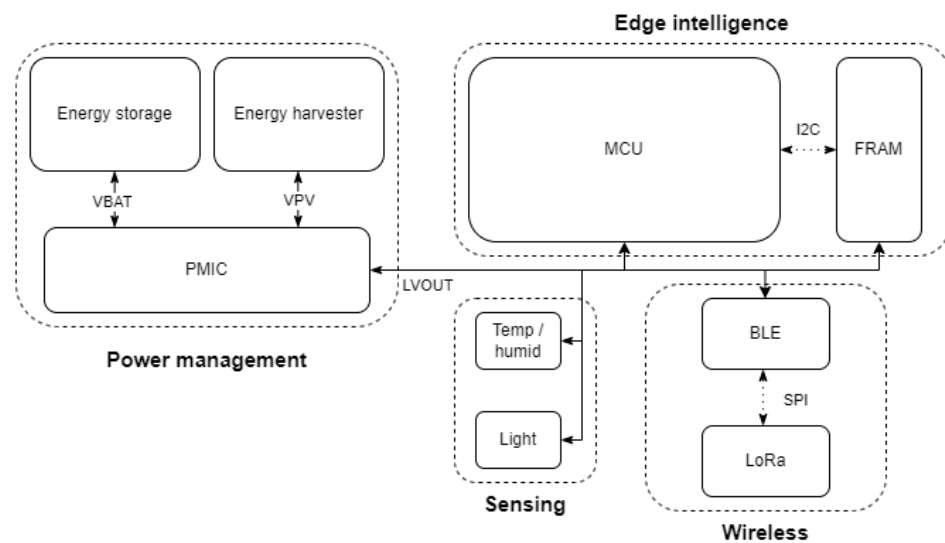 Edge intelligence
Energy storage
Energy harvester
MCU
I2C
FRAM
VBAT
VPV
PMIC
LVOUT
Power management
Temp /
humid
Light
Sensing
BLE
SPI
LoRa
Wireless